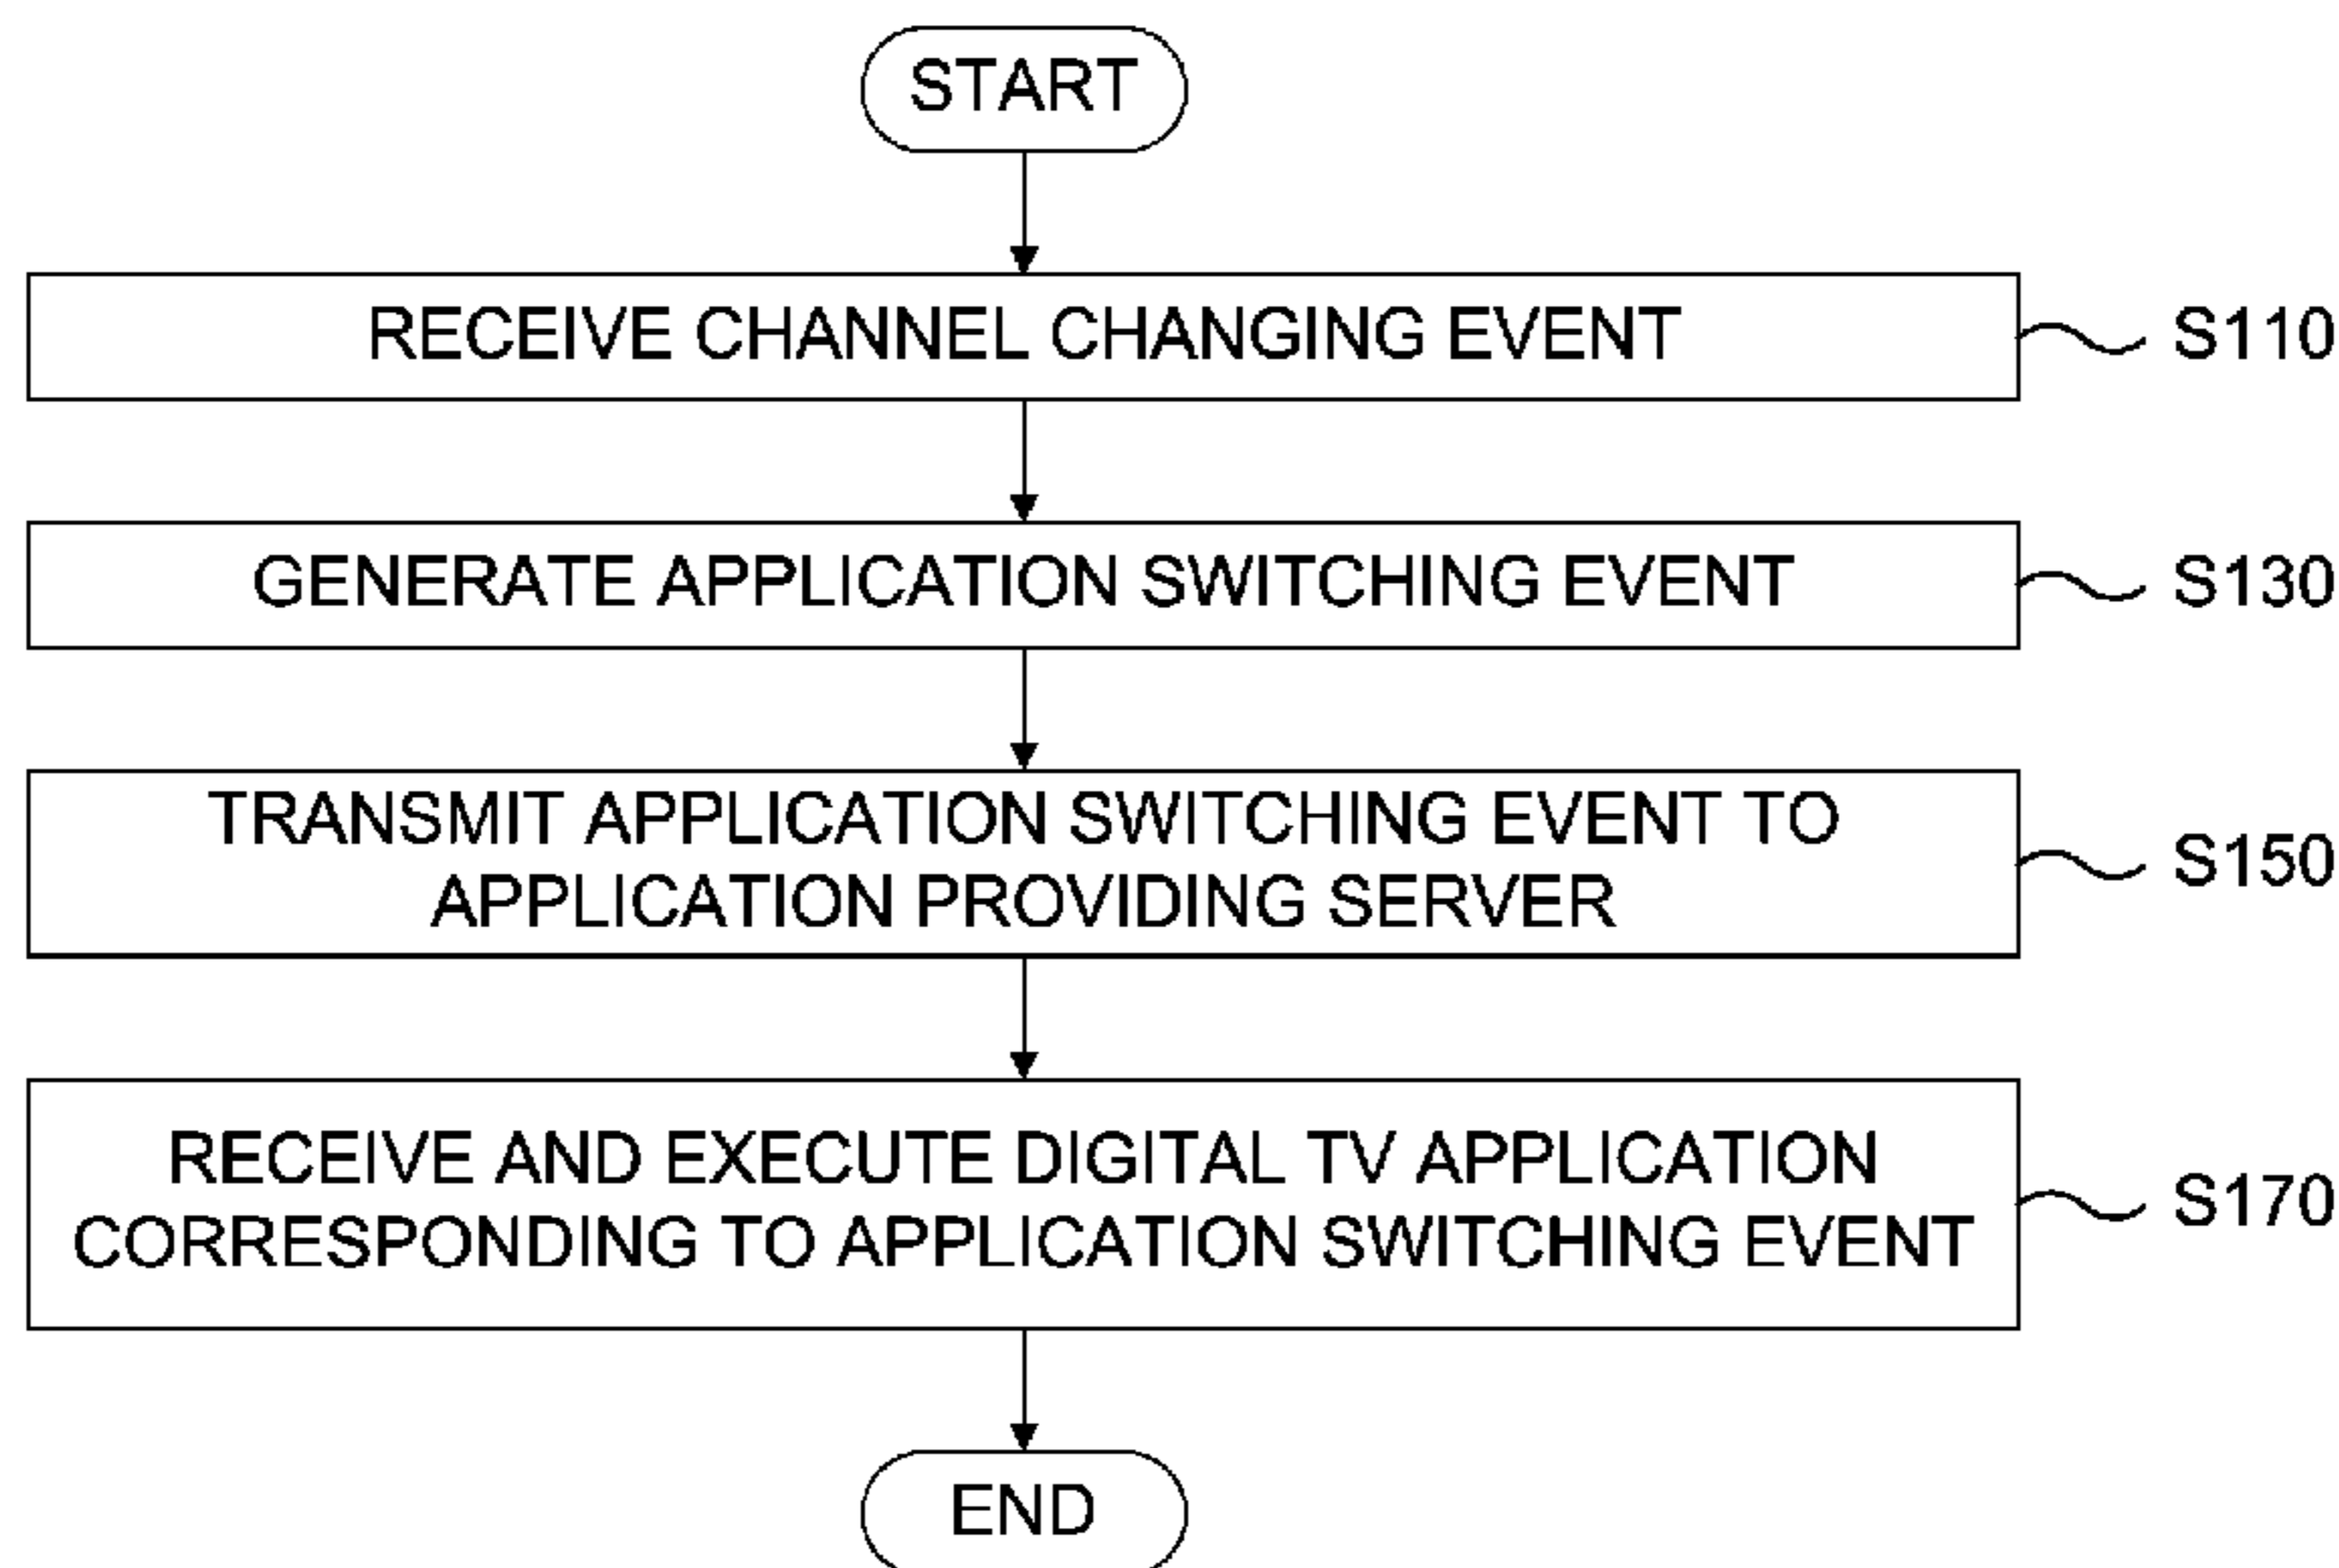 START
RECEIVE CHANNEL CHANGING EVENT
S110
GENERATE APPLICATION SWITCHING EVENT
S130
TRANSMIT APPLICATION SWITCHING EVENT TO
APPLICATION PROVIDING SERVER
S150
RECEIVE AND EXECUTE DIGITAL TV APPLICATION
CORRESPONDING TO APPLICATION SWITCHING EVENT
S170
END